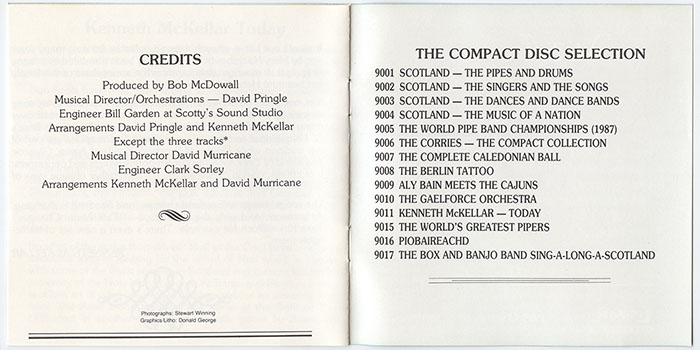 CREDITS
Produced by Bob McDowall
Musical Director/Orchestrations — David Pringle
Engineer Bill Garden at Scotty's Sound Studio
Arrangements David Pringle and Kenneth McKellar
Except the three tracks*
Musical Director David Murricane
Engineer Clark Sorley
Arrangements Kenneth McKellar and David Murricane
Photographs: Stewart Winning
Graphics/Litho: Donald George
THE COMPACT DISC SELECTION
9001 SCOTLAND — THE PIPES AND DRUMS
9002 SCOTLAND — THE SINGERS AND THE SONGS
9003 SCOTLAND — THE DANCES AND DANCE BANDS
9004 SCOTLAND — THE MUSIC OF A NATION
9005 THE WORLD PIPE BAND CHAMPIONSHIPS (1987)
9006 THE CORRIES — THE COMPACT COLLECTION
9007 THE COMPLETE CALEDONIAN BALL
9008 THE BERLIN TATTOO
9009 ALY BAIN MEETS THE CAJUNS
9010 THE GAELFORCE ORCHESTRA
9011 KENNETH McKELLAR — TODAY
9015 THE WORLD'S GREATEST PIPERS
9016 PIOBAIREACHD
9017 THE BOX AND BANJO BAND SING-A-LONG-A-SCOTLAND